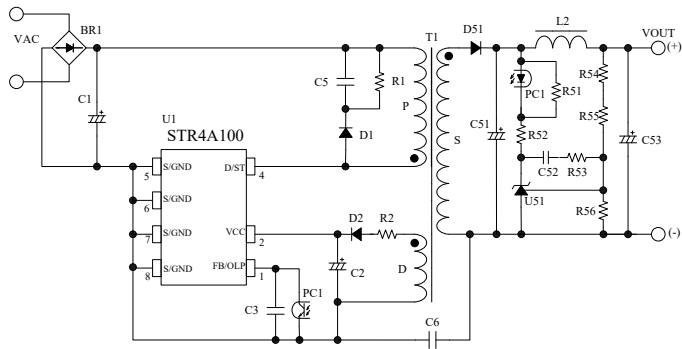 T1
D51
L2
VOUT
(+)
VAC
BR1
C5
R1
P
PC1
R51
R54
C1
U1
STR4A100
D1
S
C51
R52
R55
C53
S/GND
D/ST
5
4
C52
R53
S/GND
6
U51
R56
D2
R2
S/GND
VCC
7
2
(-)
C2
D
S/GND
FB/OLP
8
1
PC1
C3
C6